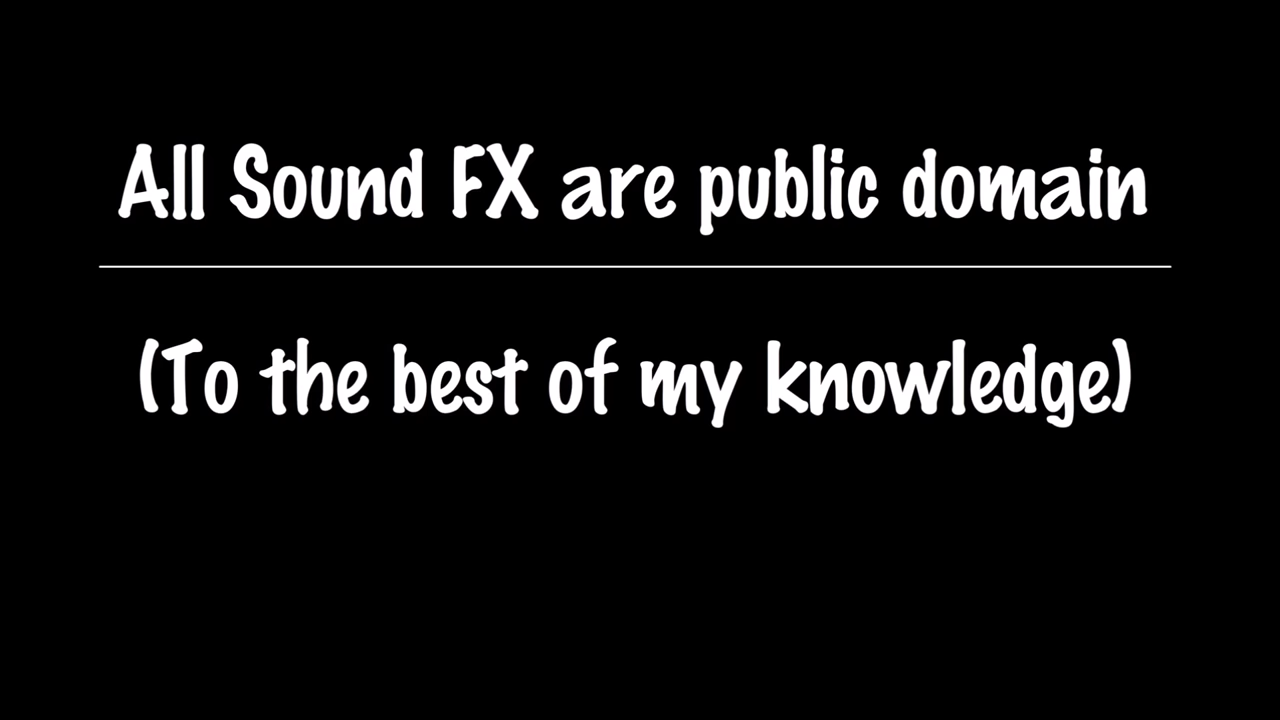 All Sound FX are public domain
(To the best of my knowledge)